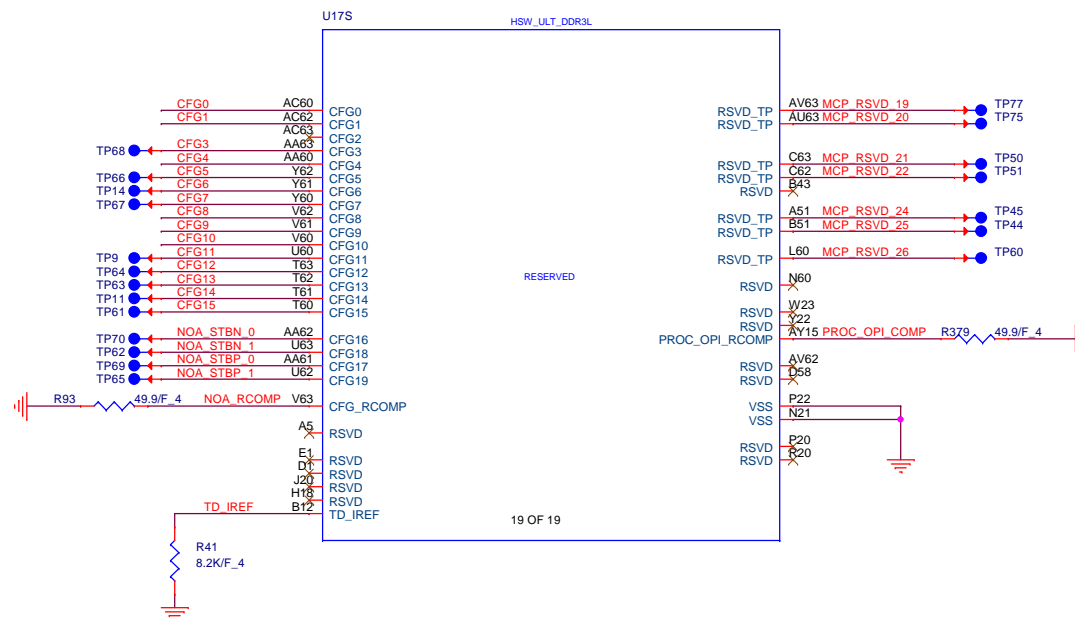 U17S
HSW_ULT_DDR3L
CFG0 AC60 CFG0
CFG1 AC62 CFG1
AC63 CFG2
TP68 CFG3 AA63 CFG3
CFG4 AA60 CFG4
TP66 CFG5 Y62 CFG5
TP14 CFG6 Y61 CFG6
TP67 CFG7 Y60 CFG7
CFG8 V62 CFG8
CFG9 V61 CFG9
CFG10 V60 CFG10
TP9 CFG11 U60 CFG11
TP64 CFG12 T63 CFG12
TP63 CFG13 T62 CFG13
TP11 CFG14 T61 CFG14
TP61 CFG15 T60 CFG15
TP70 NOA_STBN_0 AA62 CFG16
TP62 NOA_STBN_1 U63 CFG18
TP69 NOA_STBP_0 AA61 CFG17
TP65 NOA_STBP_1 U62 CFG19
R93 49.9/F_4 NOA_RCOMP V63 CFG_RCOMP
A5 RSVD
E1 RSVD
D1 RSVD
J20 RSVD
H18 RSVD
TD_IREF B12 TD_IREF
R41
8.2K/F_4
RESERVED
19 OF 19
RSVD_TP AV63 MCP_RSVD_19 TP77
RSVD_TP AU63 MCP_RSVD_20 TP75
RSVD_TP C63 MCP_RSVD_21 TP50
RSVD_TP C62 MCP_RSVD_22 TP51
RSVD B43
RSVD_TP A51 MCP_RSVD_24 TP45
RSVD_TP B51 MCP_RSVD_25 TP44
RSVD_TP L60 MCP_RSVD_26 TP60
RSVD N60
RSVD W23
RSVD Y22
PROC_OPI_RCOMP AY15 PROC_OPI_COMP R379 49.9/F_4
RSVD AV62
RSVD D58
VSS P22
VSS N21
RSVD P20
RSVD R20